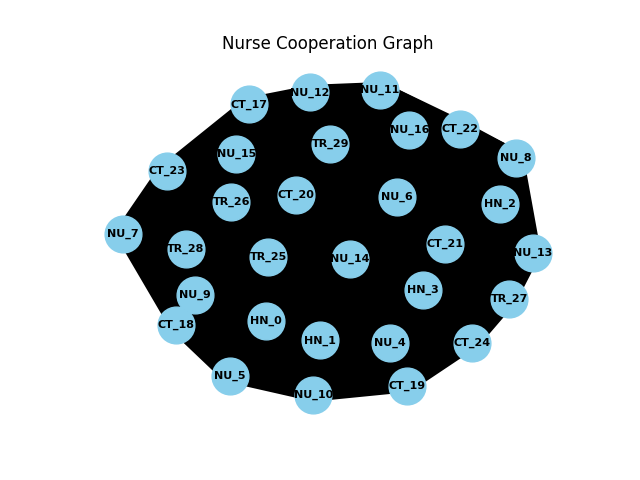 Nurse Cooperation Graph
NU_12
NU_11
CT_17
NU_16
CT_22
TR_29
NU_15
NU_8
CT_23
CT_20
NU_6
TR_26
HN_2
NU_7
CT_21
TR_28
NU_13
TR_25
NU_14
HN_3
NU_9
TR_27
HN_0
CT_18
HN_1
NU_4
CT_24
NU_5
CT_19
NU_10